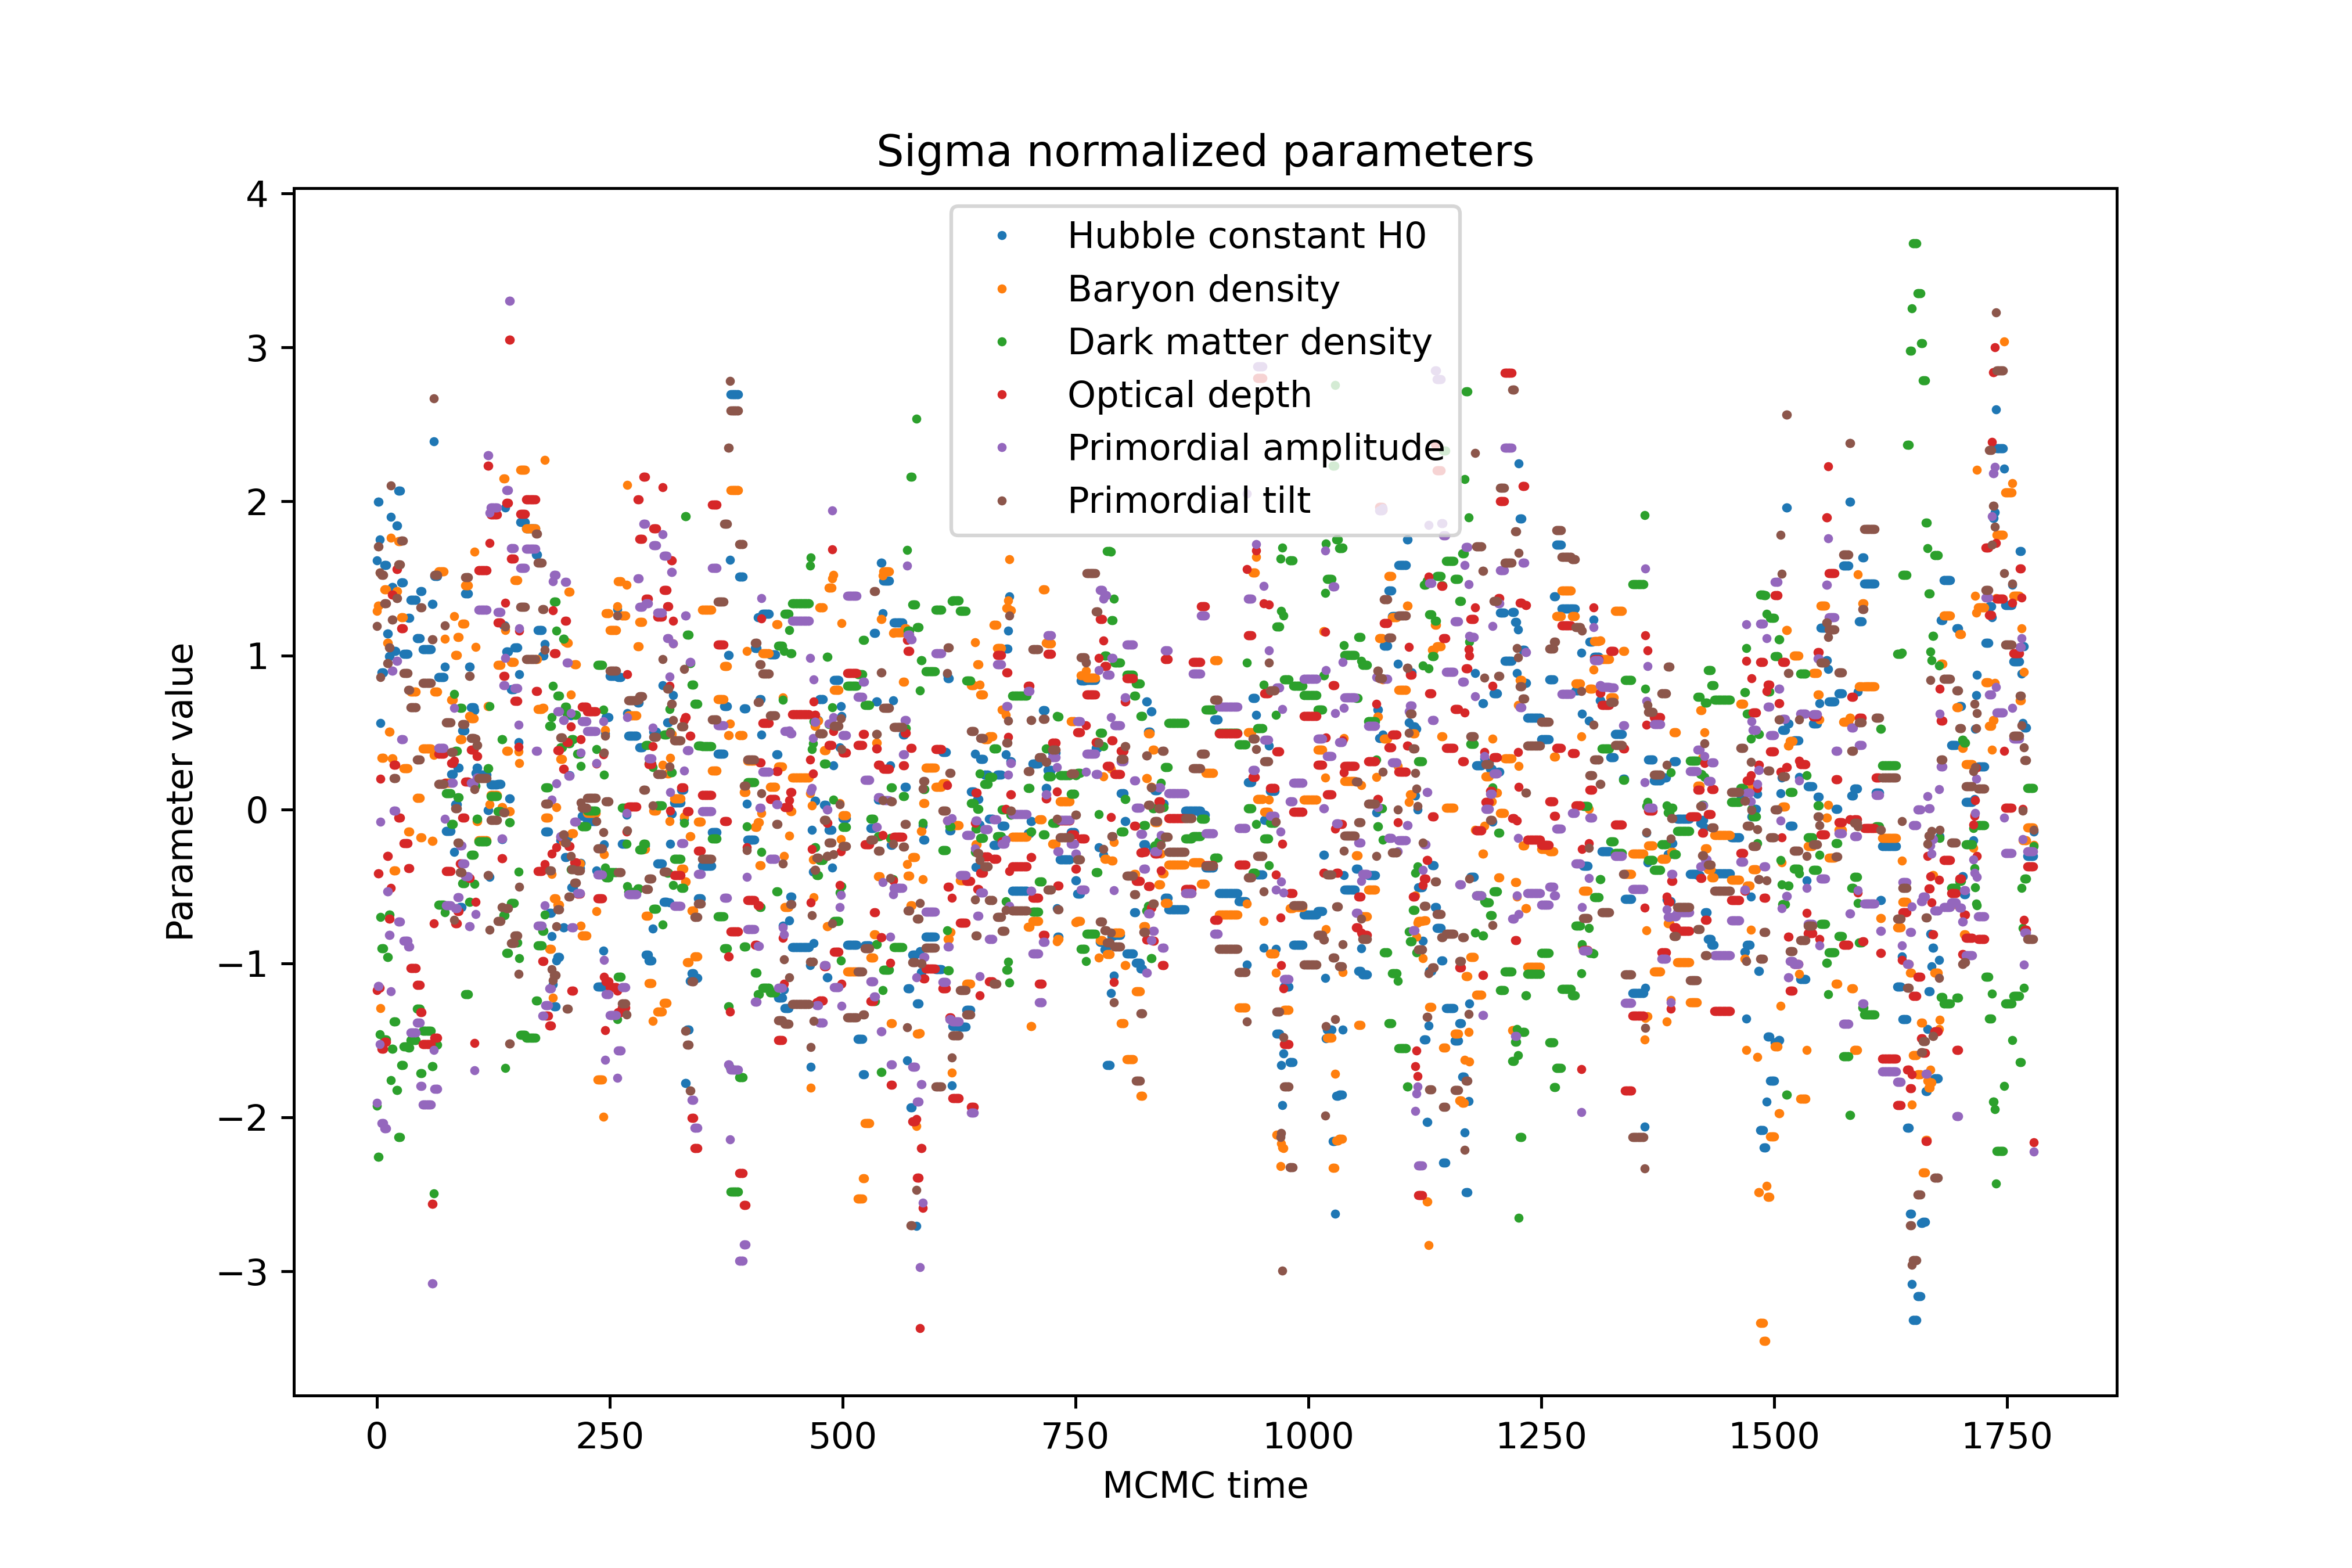 Sigma normalized parameters
4
3
2
1
0
−1
−2
−3
Parameter value
Hubble constant H0
Baryon density
Dark matter density
Optical depth
Primordial amplitude
Primordial tilt
0 250 500 750 1000 1250 1500 1750
MCMC time